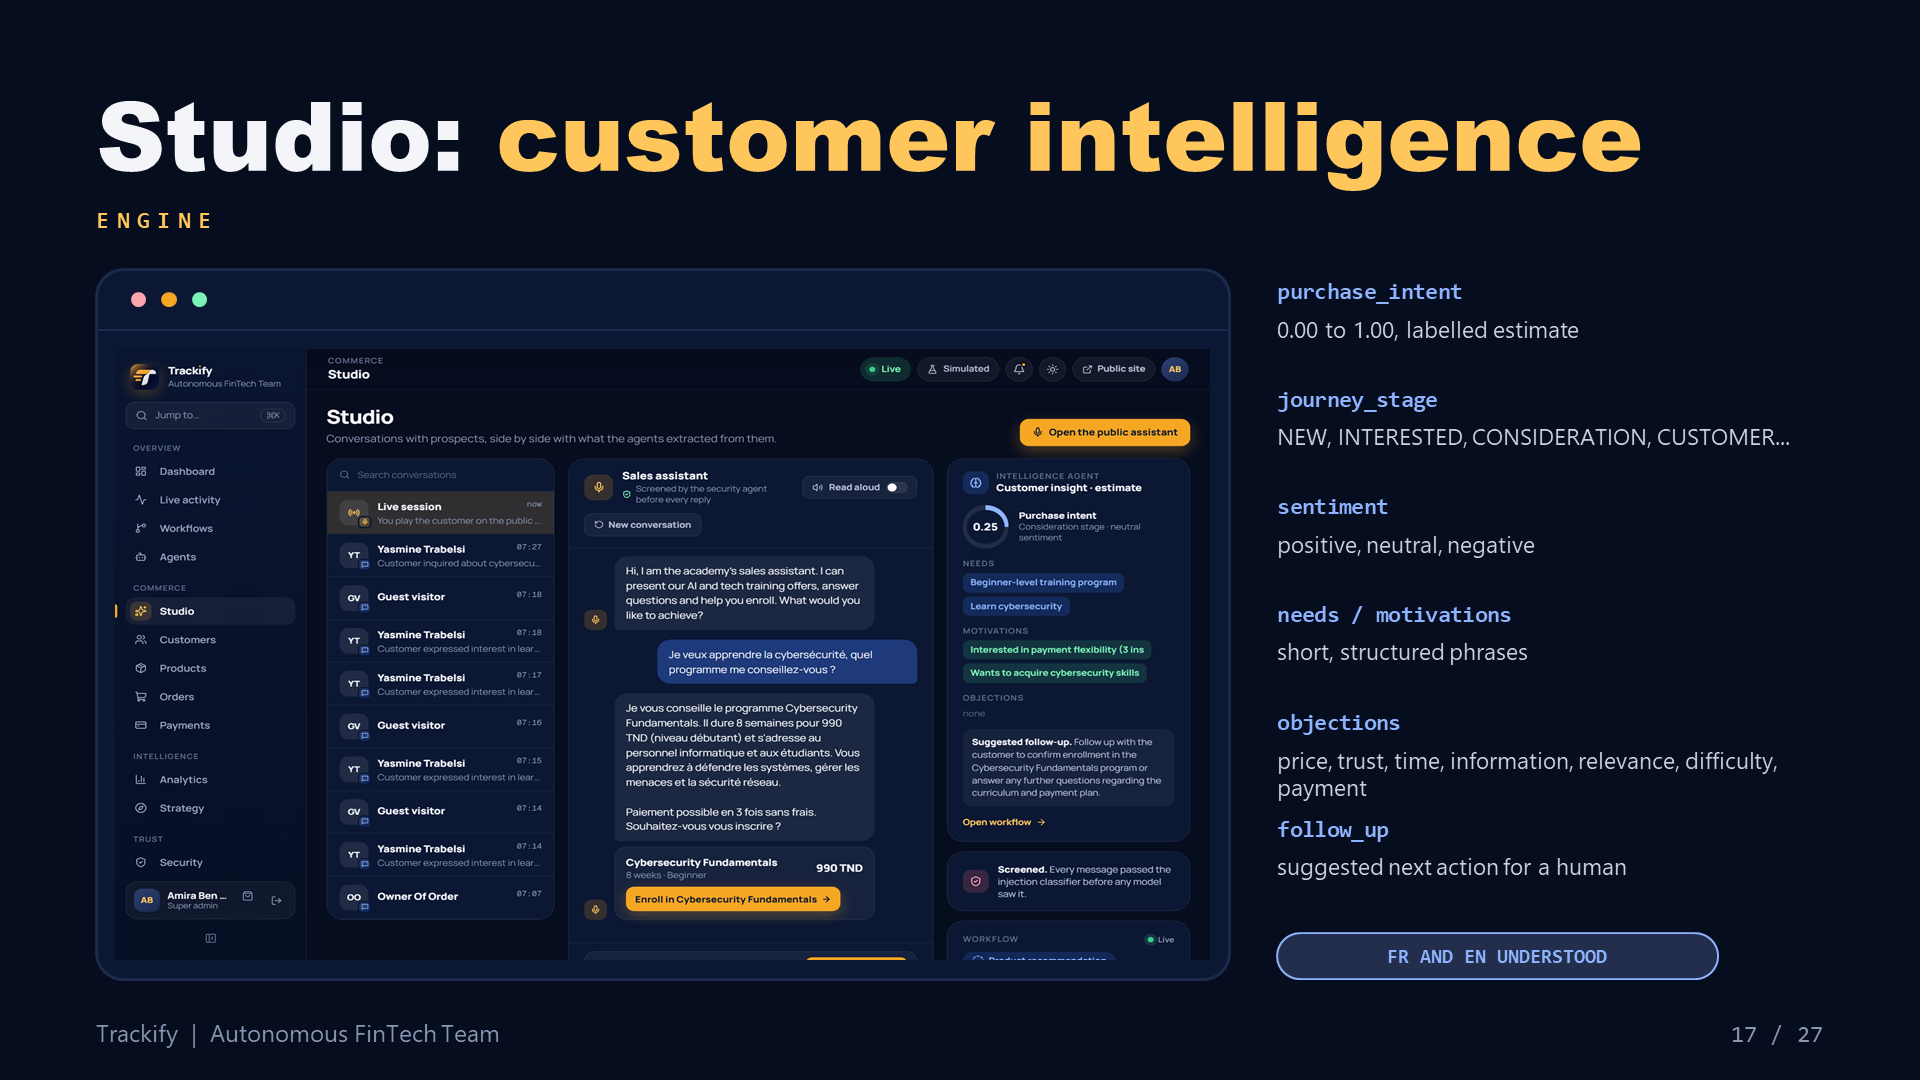 Studio: customer intelligence
ENGINE
Trackify
Autonomous FinTech Team
Jump to...
⌘K
OVERVIEW
Dashboard
Live activity
Workflows
Agents
COMMERCE
Studio
Customers
Products
Orders
Payments
INTELLIGENCE
Analytics
Strategy
TRUST
Security
AB
Amira Ben ...
Super admin
COMMERCE
Studio
Live
Simulated
Public site
AB
Studio
Conversations with prospects, side by side with what the agents extracted from them.
Open the public assistant
Search conversations
Live session
now
You play the customer on the public ...
YT
Yasmine Trabelsi
07:27
Customer inquired about cybersecu...
GV
Guest visitor
07:18
YT
Yasmine Trabelsi
07:18
Customer expressed interest in lear...
YT
Yasmine Trabelsi
07:17
Customer expressed interest in lear...
GV
Guest visitor
07:16
YT
Yasmine Trabelsi
07:15
Customer expressed interest in lear...
GV
Guest visitor
07:14
YT
Yasmine Trabelsi
07:14
Customer expressed interest in lear...
OO
Owner Of Order
07:07
Sales assistant
Screened by the security agent
before every reply
Read aloud
New conversation
Hi, I am the academy's sales assistant. I can
present our AI and tech training offers, answer
questions and help you enroll. What would you
like to achieve?
Je veux apprendre la cybersécurité, quel
programme me conseillez-vous ?
Je vous conseille le programme Cybersecurity
Fundamentals. Il dure 8 semaines pour 990
TND (niveau débutant) et s'adresse au
personnel informatique et aux étudiants. Vous
apprendrez à défendre les systèmes, gérer les
menaces et la sécurité réseau.
Paiement possible en 3 fois sans frais.
Souhaitez-vous vous inscrire ?
Cybersecurity Fundamentals
8 weeks · Beginner
990 TND
Enroll in Cybersecurity Fundamentals →
INTELLIGENCE AGENT
Customer insight · estimate
0.25
Purchase intent
Consideration stage · neutral
sentiment
NEEDS
Beginner-level training program
Learn cybersecurity
MOTIVATIONS
Interested in payment flexibility (3 ins
Wants to acquire cybersecurity skills
OBJECTIONS
none
Suggested follow-up. Follow up with the
customer to confirm enrollment in the
Cybersecurity Fundamentals program or
answer any further questions regarding the
curriculum and payment plan.
Open workflow →
Screened. Every message passed the
injection classifier before any model
saw it.
WORKFLOW
Live
Product recommendation
purchase_intent
0.00 to 1.00, labelled estimate
journey_stage
NEW, INTERESTED, CONSIDERATION, CUSTOMER...
sentiment
positive, neutral, negative
needs / motivations
short, structured phrases
objections
price, trust, time, information, relevance, difficulty,
payment
follow_up
suggested next action for a human
FR AND EN UNDERSTOOD
Trackify | Autonomous FinTech Team
17 / 27